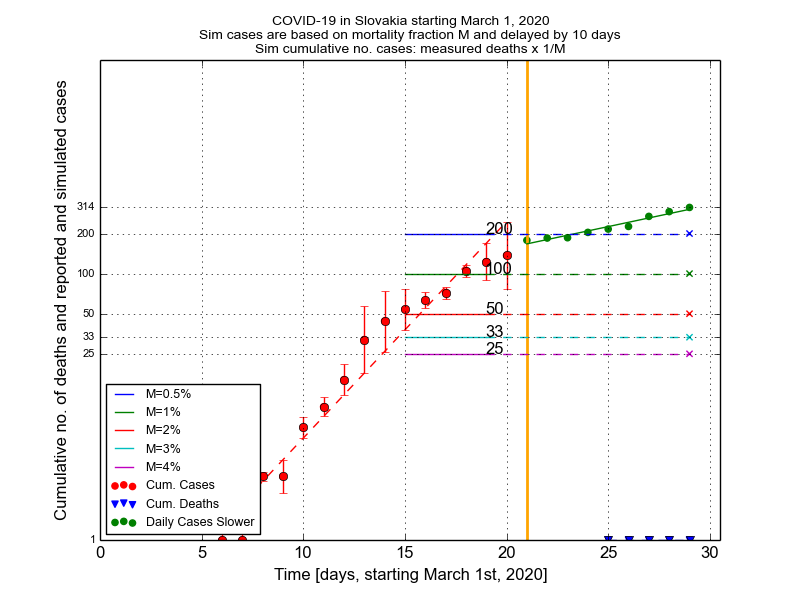 COVID-19 in Slovakia starting March 1, 2020
Sim cases are based on mortality fraction M and delayed by 10 days
Sim cumulative no. cases: measured deaths x 1/M
Cumulative no. of deaths and reported and simulated cases
314
200
100
50
33
25
1
200
100
50
33
25
M=0.5%
M=1%
M=2%
M=3%
M=4%
Cum. Cases
Cum. Deaths
Daily Cases Slower
0 5 10 15 20 25 30
Time [days, starting March 1st, 2020]